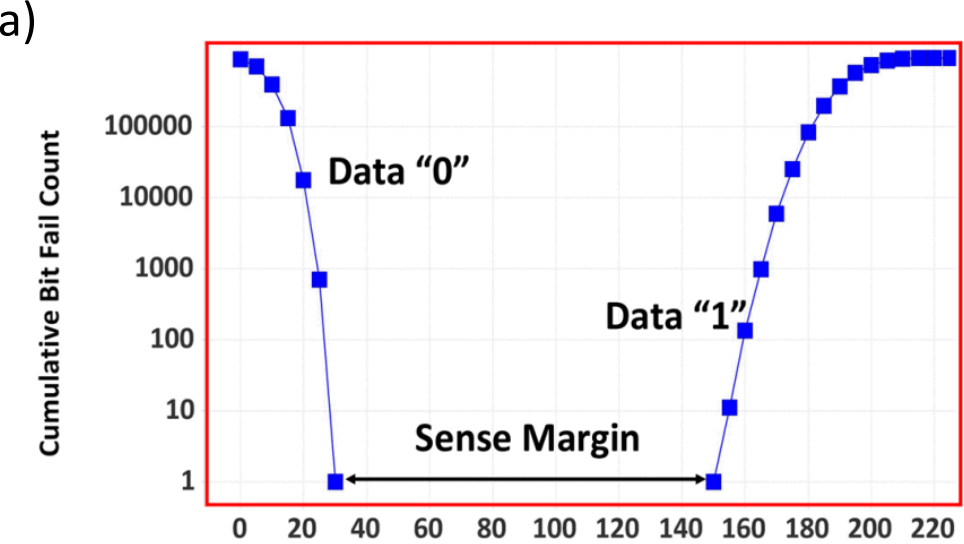 a)
Cumulative Bit Fail Count
100000
10000
1000
100
10
1
Data “0”
Data “1”
Sense Margin
0 20 40 60 80 100 120 140 160 180 200 220